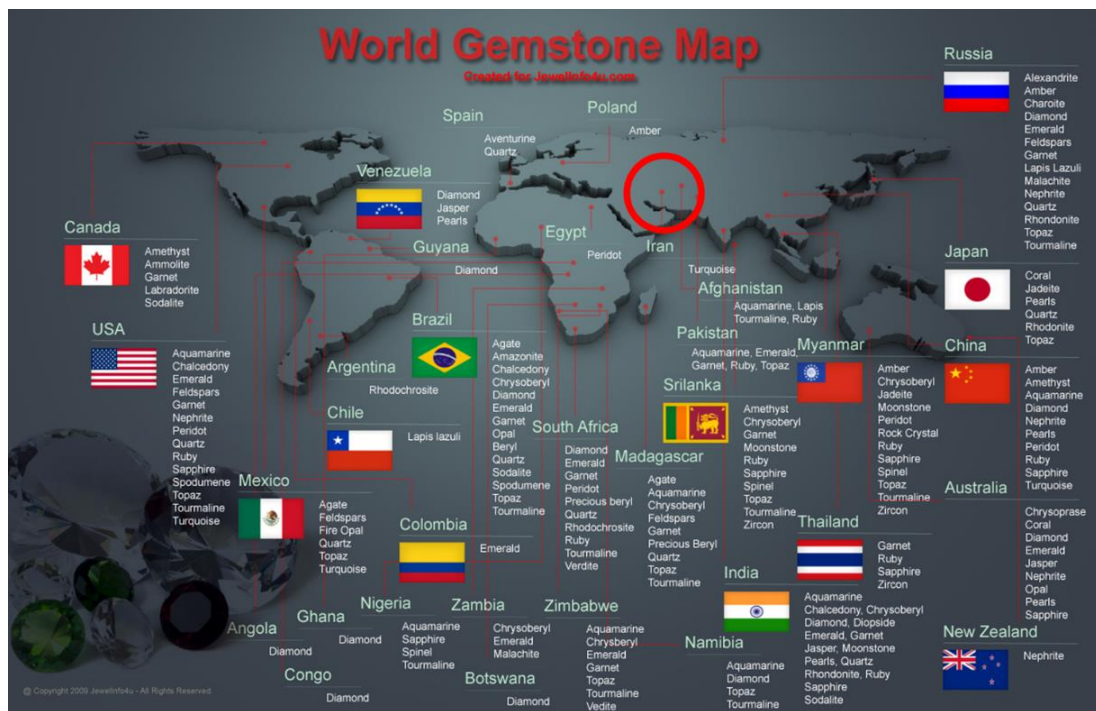 World Gemstone Map
Created for JewelInfo4u.com
Russia
Alexandrite
Amber
Charoite
Diamond
Emerald
Feldspars
Garnet
Lapis Lazuli
Malachite
Nephrite
Quartz
Rhondonite
Topaz
Tourmaline
Spain
Aventurine
Quartz
Poland
Amber
Venezuela
Diamond
Jasper
Pearls
Canada
Amethyst
Ammolite
Garnet
Labradorite
Sodalite
Guyana
Diamond
Egypt
Peridot
Iran
Turquoise
Afghanistan
Aquamarine, Lapis
Tourmaline, Ruby
Japan
Coral
Jadeite
Pearls
Quartz
Rhodonite
Topaz
USA
Aquamarine
Chalcedony
Emerald
Feldspars
Garnet
Nephrite
Peridot
Quartz
Ruby
Sapphire
Spodumene
Topaz
Tourmaline
Turquoise
Brazil
Agate
Amazonite
Chalcedony
Chrysoberyl
Diamond
Emerald
Garnet
Opal
Beryl
Quartz
Sodalite
Spodumene
Topaz
Tourmaline
Argentina
Rhodochrosite
Pakistan
Aquamarine, Emerald,
Garnet, Ruby, Topaz
Myanmar
Amber
Chrysoberyl
Jadeite
Moonstone
Peridot
Rock Crystal
Ruby
Sapphire
Spinel
Topaz
Tourmaline
Zircon
China
Amber
Amethyst
Aquamarine
Diamond
Nephrite
Pearls
Peridot
Ruby
Sapphire
Turquoise
Chile
Lapis lazuli
Srilanka
Amethyst
Chrysoberyl
Garnet
Moonstone
Ruby
Sapphire
Spinel
Topaz
Tourmaline
Zircon
South Africa
Diamond
Emerald
Garnet
Peridot
Precious beryl
Quartz
Rhodochrosite
Ruby
Tourmaline
Verdite
Madagascar
Agate
Aquamarine
Chrysoberyl
Feldspars
Garnet
Precious Beryl
Quartz
Topaz
Tourmaline
Mexico
Agate
Feldspars
Fire Opal
Quartz
Topaz
Turquoise
Colombia
Emerald
Thailand
Garnet
Ruby
Sapphire
Zircon
Australia
Chrysoprase
Coral
Diamond
Emerald
Jasper
Nephrite
Opal
Pearls
Sapphire
India
Aquamarine
Chalcedony, Chrysoberyl
Diamond, Diopside
Emerald, Garnet
Jasper, Moonstone
Pearls, Quartz
Rhondonite, Ruby
Sapphire
Sodalite
Angola
Diamond
Ghana
Diamond
Nigeria
Aquamarine
Sapphire
Spinel
Tourmaline
Zambia
Chrysoberyl
Emerald
Malachite
Zimbabwe
Aquamarine
Chrysberyl
Emerald
Garnet
Topaz
Tourmaline
Vedite
Namibia
Aquamarine
Diamond
Topaz
Tourmaline
New Zealand
Nephrite
Congo
Diamond
Botswana
Diamond
@ Copyright 2009 JewelInfo4u - All Rights Reserved